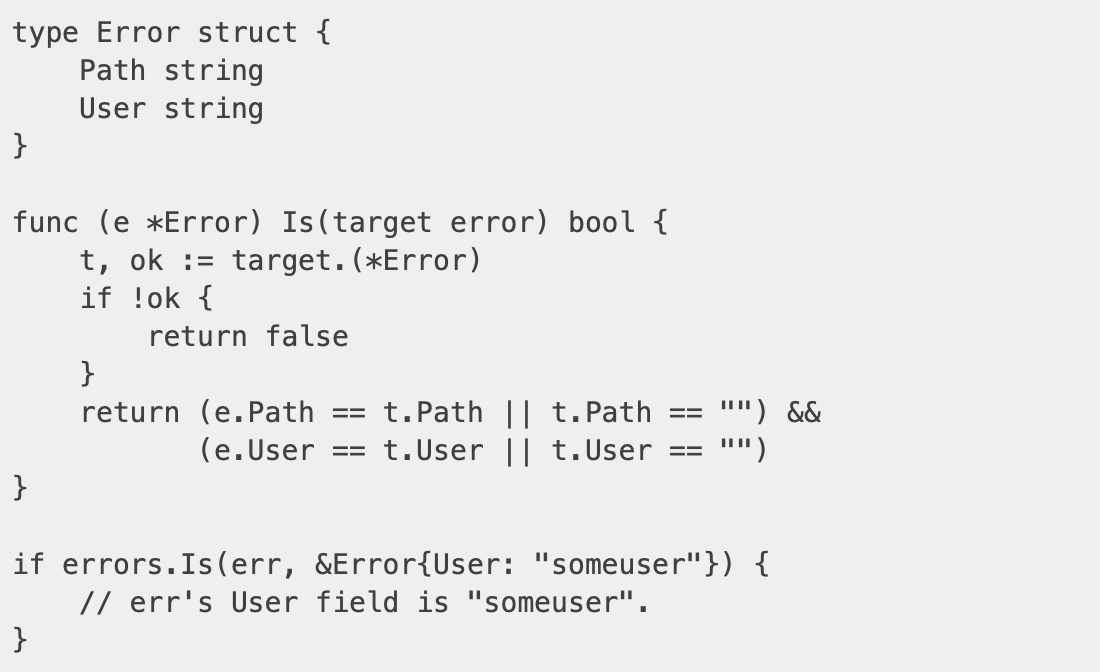 type Error struct {
    Path string
    User string
}

func (e *Error) Is(target error) bool {
    t, ok := target.(*Error)
    if !ok {
        return false
    }
    return (e.Path == t.Path || t.Path == "") &&
           (e.User == t.User || t.User == "")
}

if errors.Is(err, &Error{User: "someuser"}) {
    // err's User field is "someuser".
}